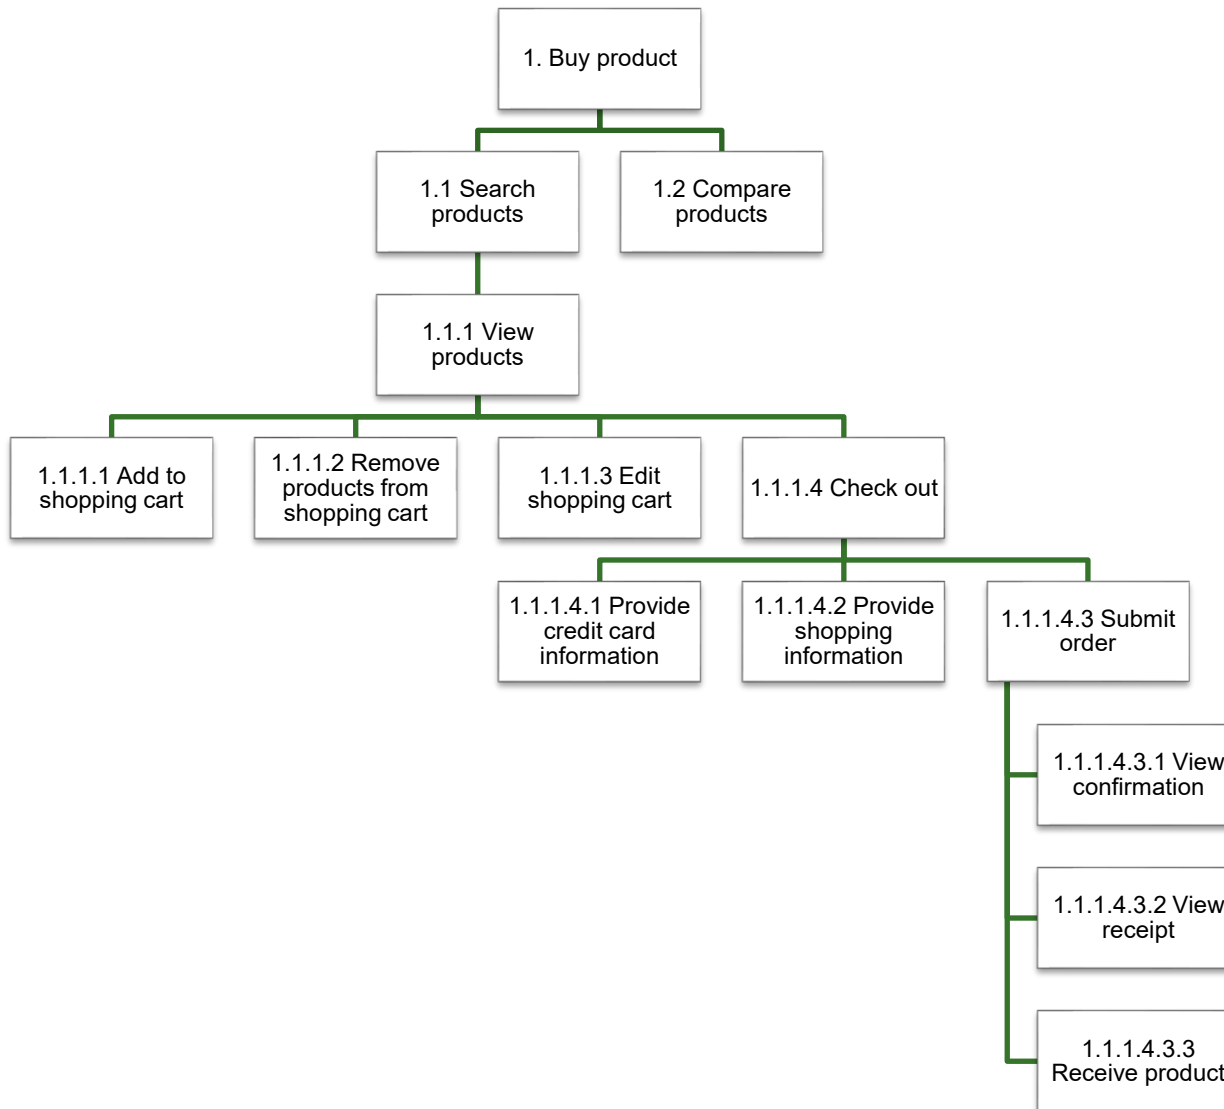 1. Buy product
1.1 Search
products
1.2 Compare
products
1.1.1 View
products
1.1.1.1 Add to
shopping cart
1.1.1.2 Remove
products from
shopping cart
1.1.1.3 Edit
shopping cart
1.1.1.4 Check out
1.1.1.4.1 Provide
credit card
information
1.1.1.4.2 Provide
shopping
information
1.1.1.4.3 Submit
order
1.1.1.4.3.1 View
confirmation
1.1.1.4.3.2 View
receipt
1.1.1.4.3.3
Receive product